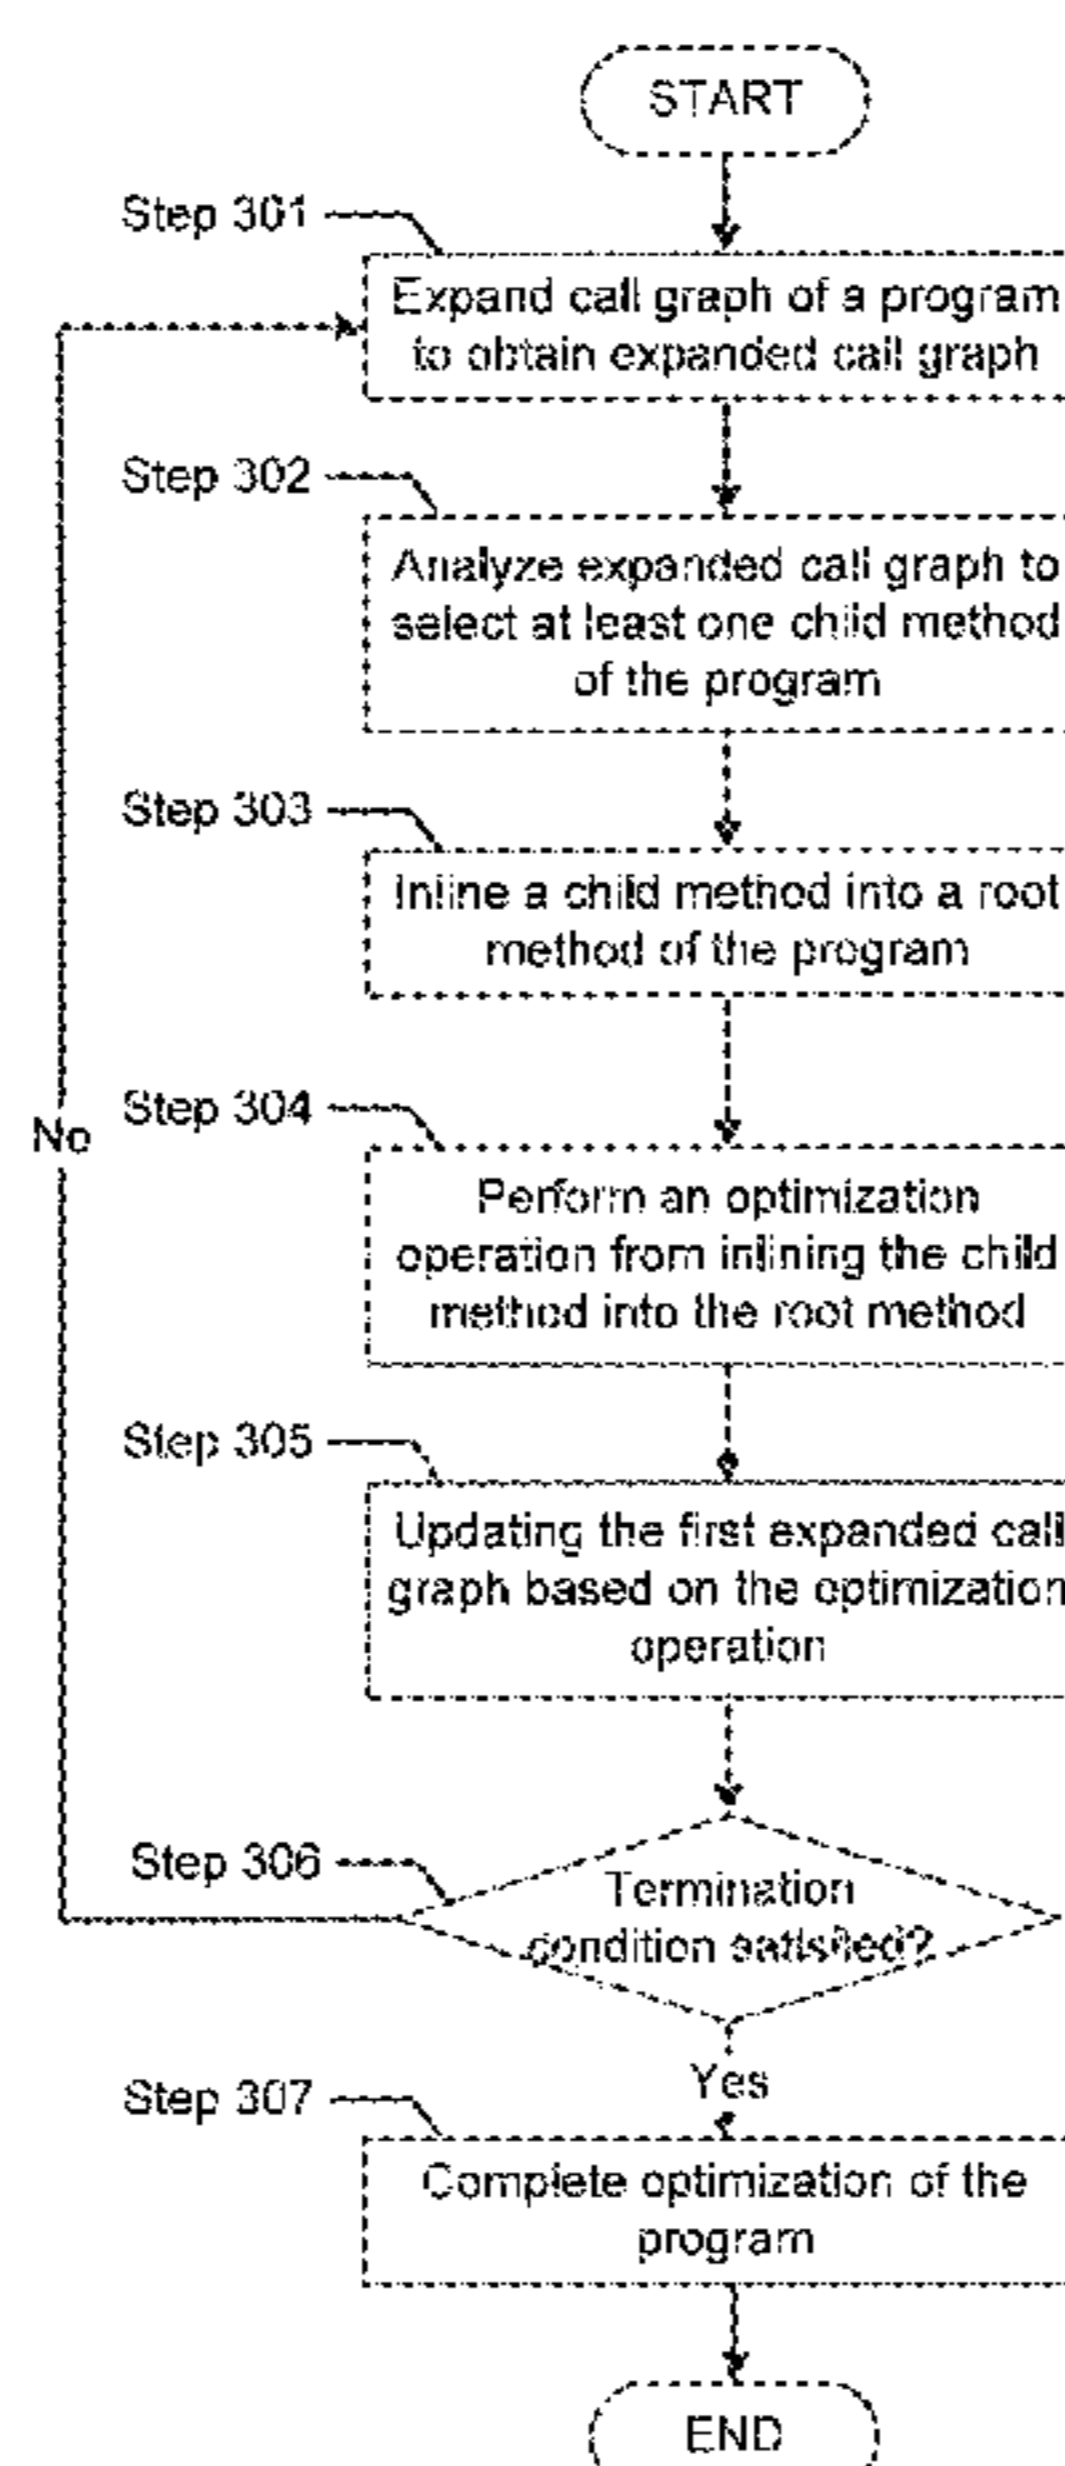 START
Step 301
Expand call graph of a program
to obtain expanded call graph
Step 302
Analyze expanded call graph to
select at least one child method
of the program
Step 303
Inline a child method into a root
method of the program
Step 304
No
Perform an optimization
operation from inlining the child
method into the root method
Step 305
Updating the first expanded call
graph based on the optimization
operation
Step 306
Termination
condition satisfied?
Yes
Step 307
Complete optimization of the
program
END